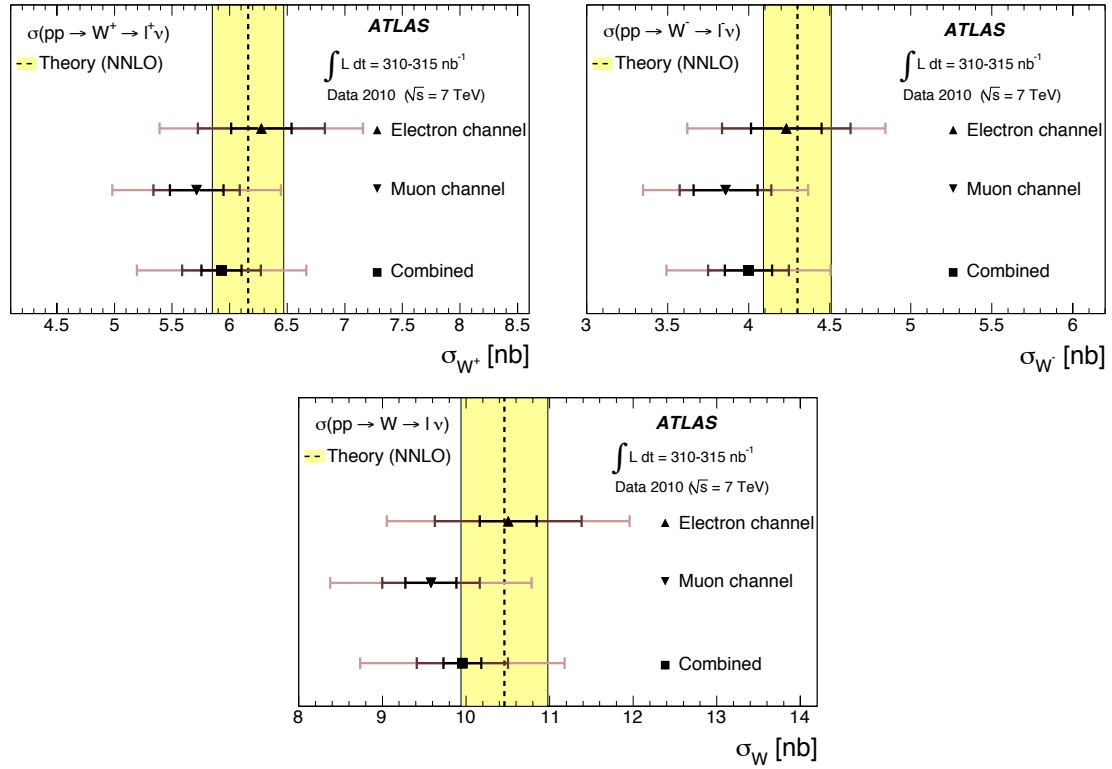 σ(pp → W⁺ → l⁺ν)
Theory (NNLO)
ATLAS
∫ L dt = 310-315 nb⁻¹
Data 2010 (√s = 7 TeV)
Electron channel
Muon channel
Combined
4.5 5 5.5 6 6.5 7 7.5 8 8.5
σ_W⁺ [nb]
σ(pp → W⁻ → l⁻ν)
Theory (NNLO)
ATLAS
∫ L dt = 310-315 nb⁻¹
Data 2010 (√s = 7 TeV)
Electron channel
Muon channel
Combined
3 3.5 4 4.5 5 5.5 6
σ_W⁻ [nb]
σ(pp → W → l ν)
Theory (NNLO)
ATLAS
∫ L dt = 310-315 nb⁻¹
Data 2010 (√s = 7 TeV)
Electron channel
Muon channel
Combined
8 9 10 11 12 13 14
σ_W [nb]